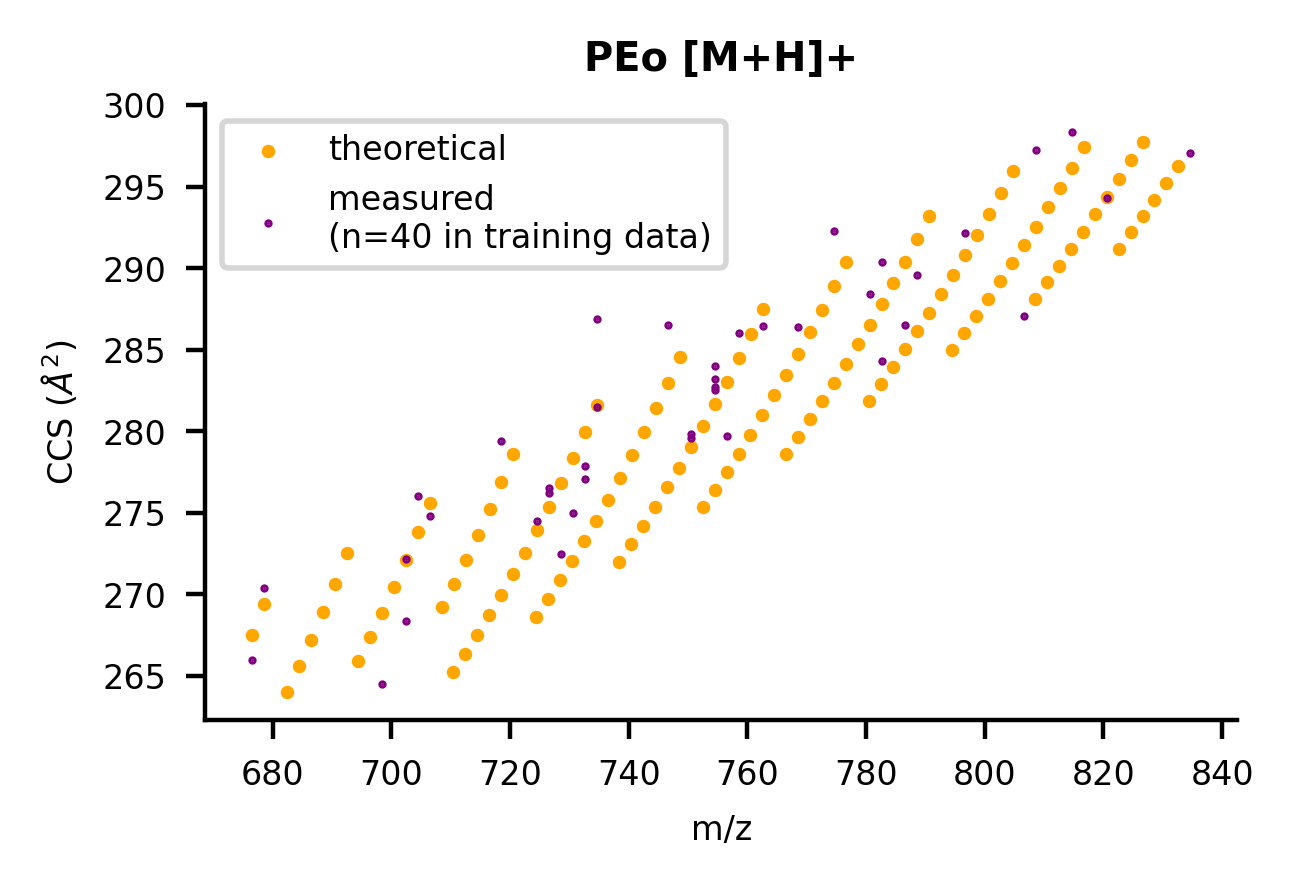 PEo [M+H]+
300
295
290
285
280
275
270
265
CCS (Å²)
theoretical
measured
(n=40 in training data)
680 700 720 740 760 780 800 820 840
m/z